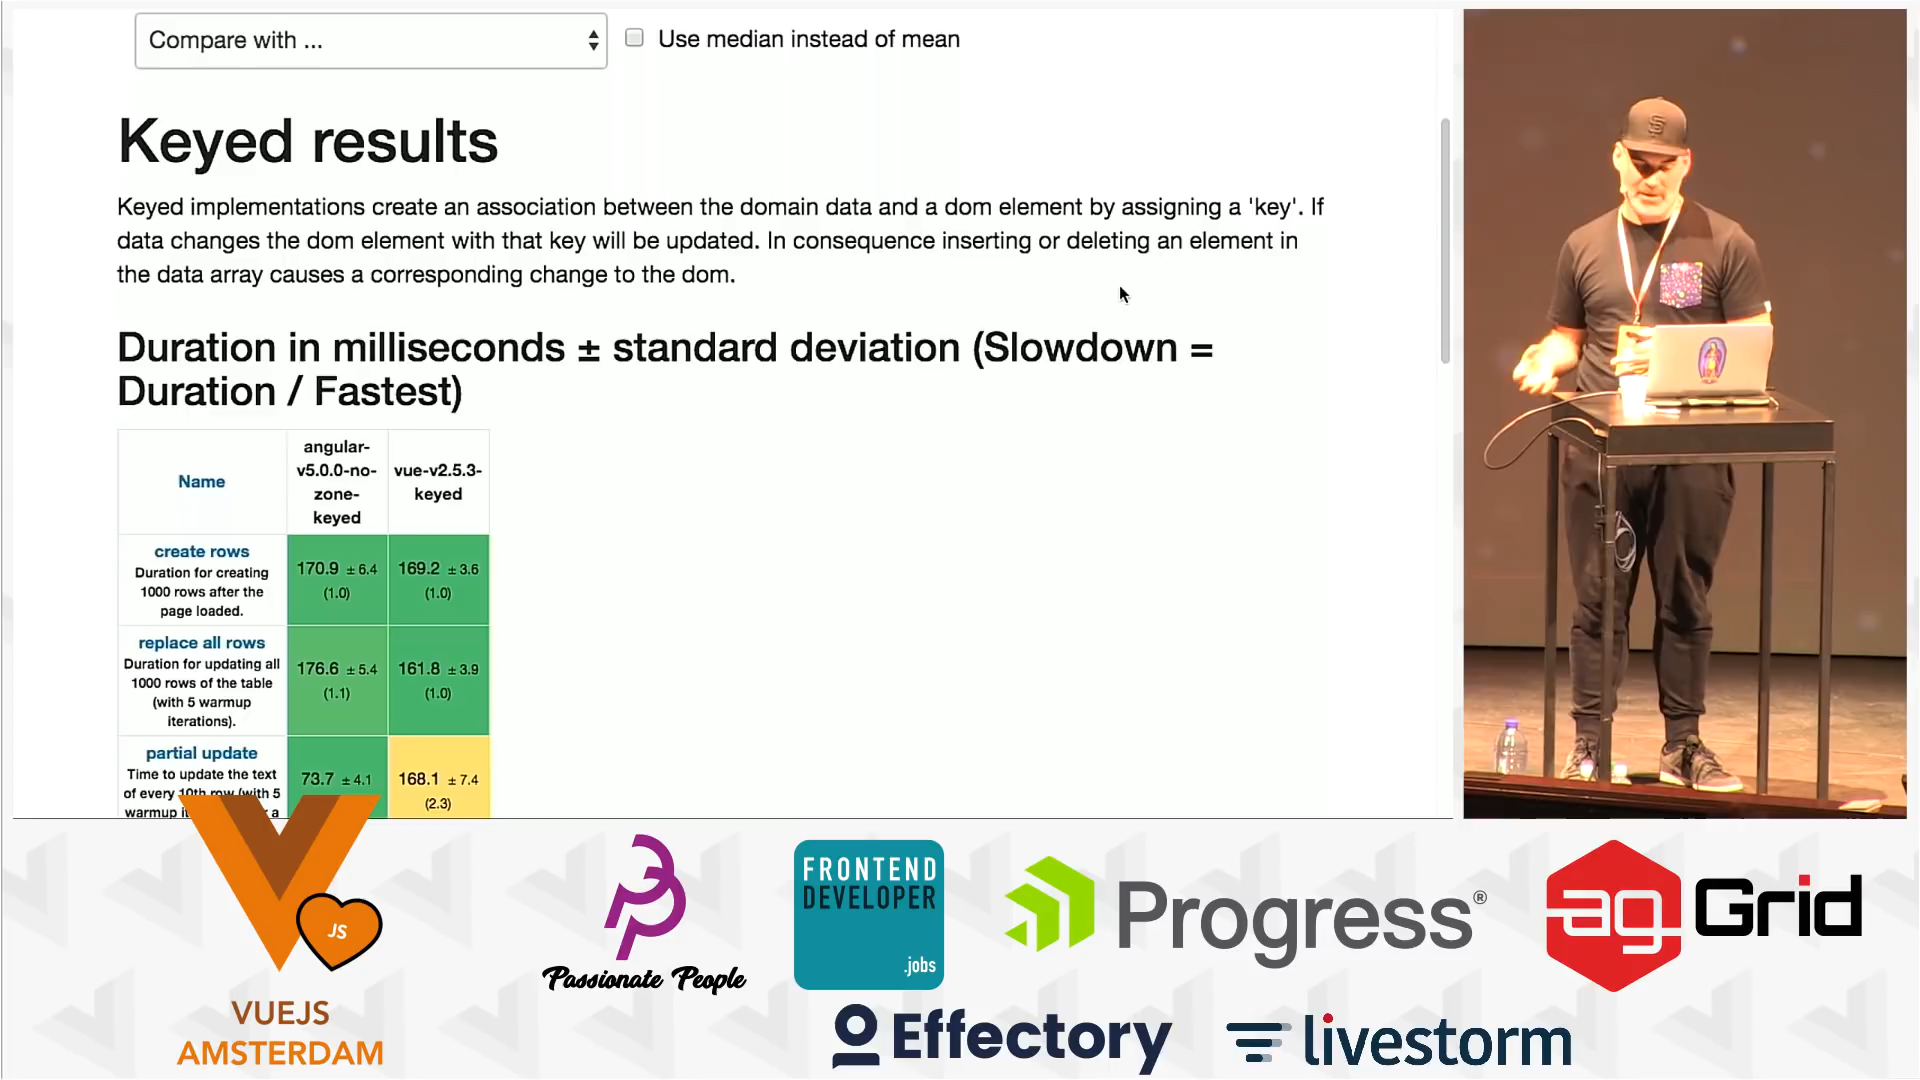 Compare with ...
Use median instead of mean
Keyed results
Keyed implementations create an association between the domain data and a dom element by assigning a 'key'. If
data changes the dom element with that key will be updated. In consequence inserting or deleting an element in
the data array causes a corresponding change to the dom.
Duration in milliseconds ± standard deviation (Slowdown =
Duration / Fastest)
Name
angular-
v5.0.0-no-
zone-
keyed
vue-v2.5.3-
keyed
create rows
Duration for creating
1000 rows after the
page loaded.
170.9 ± 6.4
(1.0)
169.2 ± 3.6
(1.0)
replace all rows
Duration for updating all
1000 rows of the table
(with 5 warmup
iterations).
176.6 ± 5.4
(1.1)
161.8 ± 3.9
(1.0)
partial update
Time to update the text
of every 10th row (with 5
warmup
a
73.7 ± 4.1
168.1 ± 7.4
(2.3)
JS
VUEJS
AMSTERDAM
Passionate People
FRONTEND
DEVELOPER
.jobs
Progress®
ag Grid
Effectory
livestorm